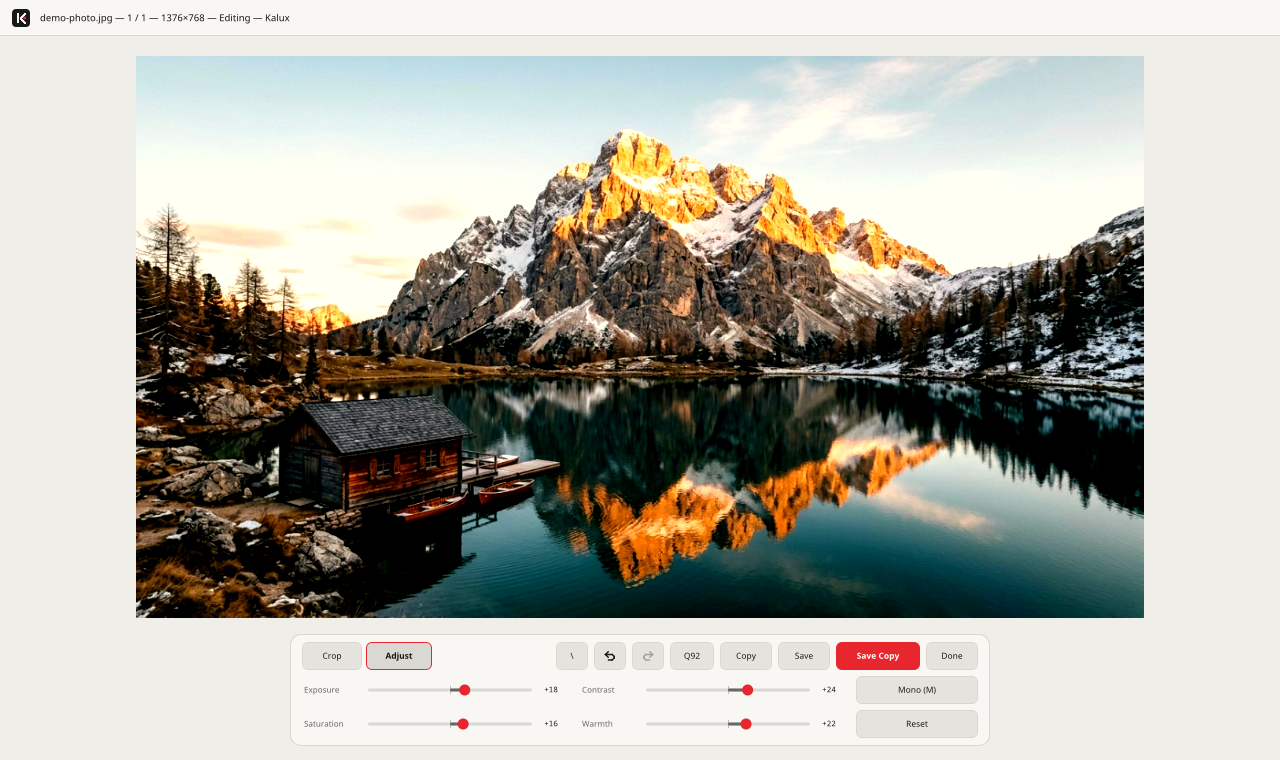 demo-photo.jpg — 1 / 1 — 1376×768 — Editing — Kalux
Crop Adjust \ Q92 Copy Save Save Copy Done
Exposure +18 Contrast +24 Mono (M)
Saturation +16 Warmth +22 Reset